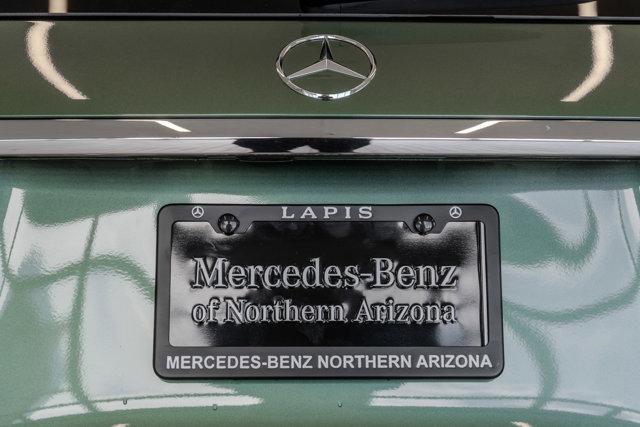 LAPIS
Mercedes-Benz
of Northern Arizona
MERCEDES-BENZ NORTHERN ARIZONA